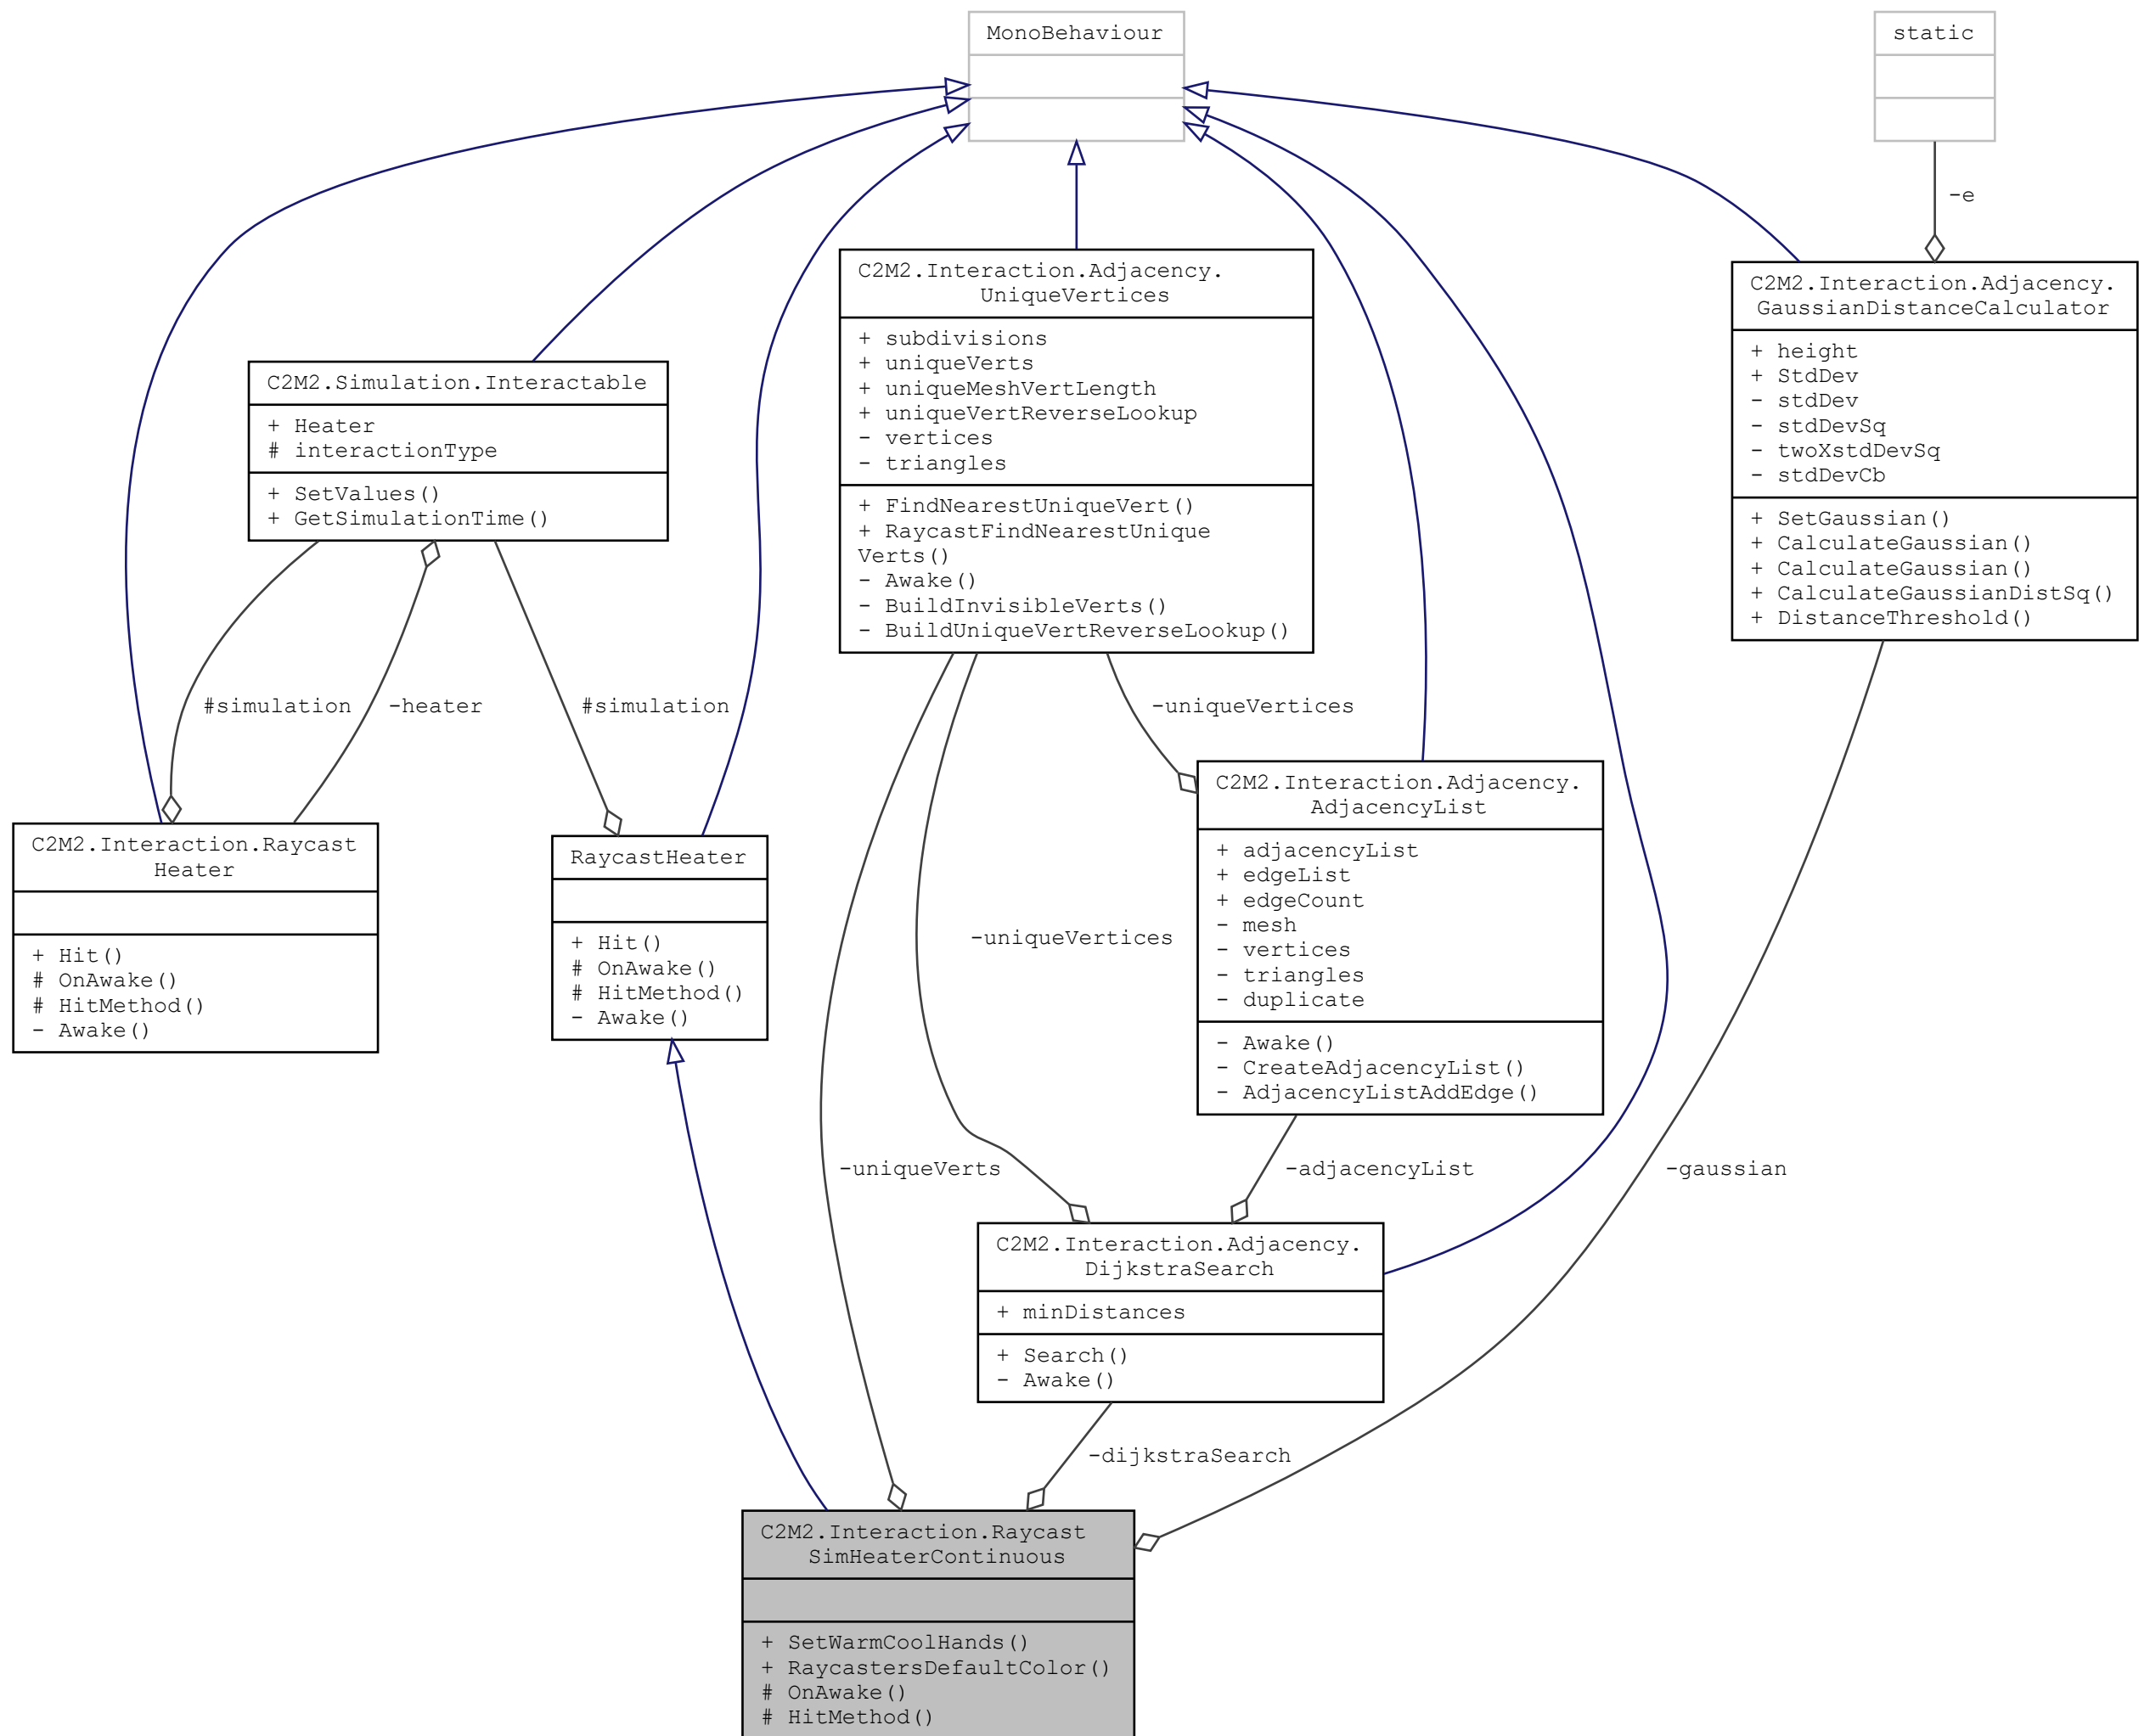 MonoBehaviour
static
-e
C2M2.Interaction.Adjacency.
UniqueVertices
+ subdivisions
+ uniqueVerts
+ uniqueMeshVertLength
+ uniqueVertReverseLookup
- vertices
- triangles
+ FindNearestUniqueVert()
+ RaycastFindNearestUnique
Verts()
- Awake()
- BuildInvisibleVerts()
- BuildUniqueVertReverseLookup()
C2M2.Interaction.Adjacency.
GaussianDistanceCalculator
+ height
+ StdDev
- stdDev
- stdDevSq
- twoXstdDevSq
- stdDevCb
+ SetGaussian()
+ CalculateGaussian()
+ CalculateGaussian()
+ CalculateGaussianDistSq()
+ DistanceThreshold()
C2M2.Simulation.Interactable
+ Heater
# interactionType
+ SetValues()
+ GetSimulationTime()
#simulation
-heater
#simulation
-uniqueVertices
C2M2.Interaction.Raycast
Heater
+ Hit()
# OnAwake()
# HitMethod()
- Awake()
RaycastHeater
+ Hit()
# OnAwake()
# HitMethod()
- Awake()
-uniqueVertices
C2M2.Interaction.Adjacency.
AdjacencyList
+ adjacencyList
+ edgeList
+ edgeCount
- mesh
- vertices
- triangles
- duplicate
- Awake()
- CreateAdjacencyList()
- AdjacencyListAddEdge()
-uniqueVerts
-adjacencyList
-gaussian
C2M2.Interaction.Adjacency.
DijkstraSearch
+ minDistances
+ Search()
- Awake()
-dijkstraSearch
C2M2.Interaction.Raycast
SimHeaterContinuous
+ SetWarmCoolHands()
+ RaycastersDefaultColor()
# OnAwake()
# HitMethod()